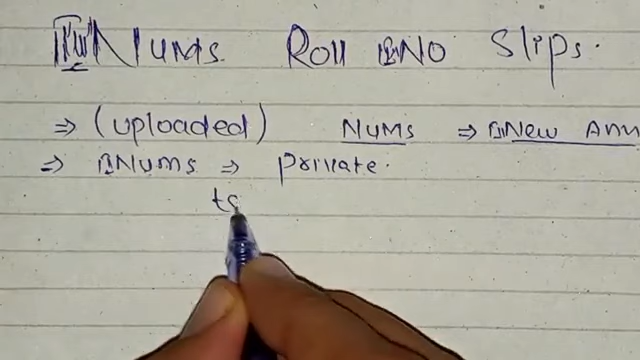 Nums Roll No Slips.
⇒ (uploaded) Nums ⇒ New Ann
⇒ Nums ⇒ private.